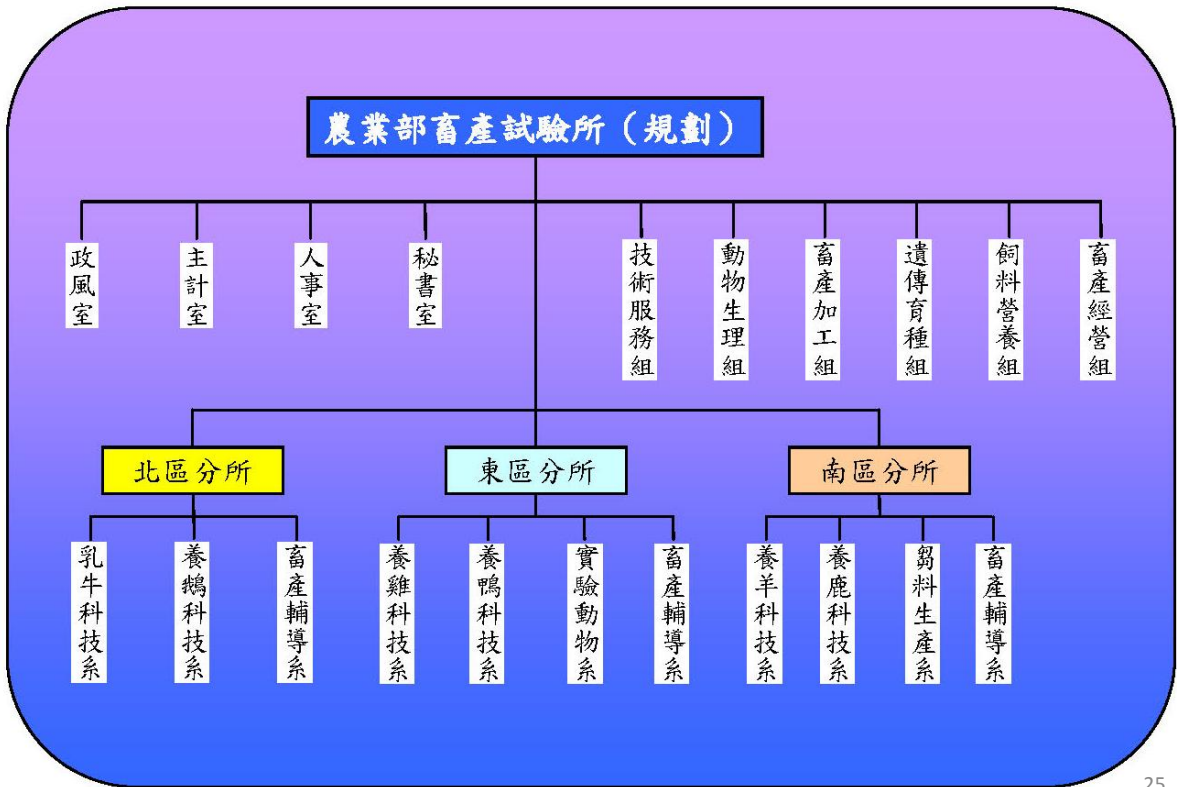 農業部畜產試驗所（規劃）
政風室
主計室
人事室
秘書室
技術服務組
動物生理組
畜產加工組
遺傳育種組
飼料營養組
畜產經營組
北區分所
東區分所
南區分所
乳牛科技系
養鵝科技系
畜產輔導系
養雞科技系
養鴨科技系
實驗動物系
畜產輔導系
養羊科技系
養鹿科技系
芻料生產系
畜產輔導系
25